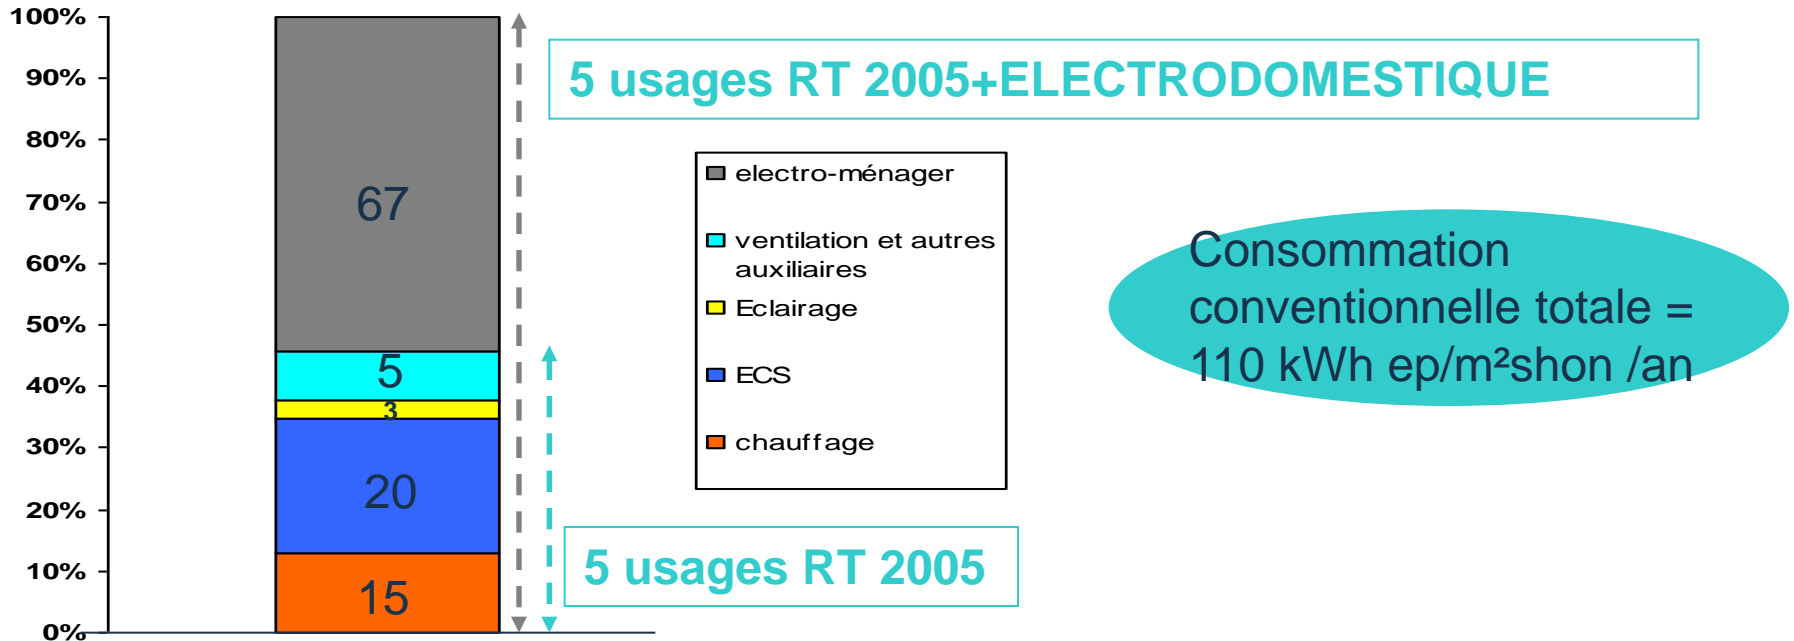 100%
90%
80%
70%
60%
50%
40%
30%
20%
10%
0%
67
5
3
20
15
5 usages RT 2005+ELECTRODOMESTIQUE
electro-ménager
ventilation et autres
auxiliaires
Eclairage
ECS
chauffage
5 usages RT 2005
Consommation
conventionnelle totale =
110 kWh ep/m²shon /an